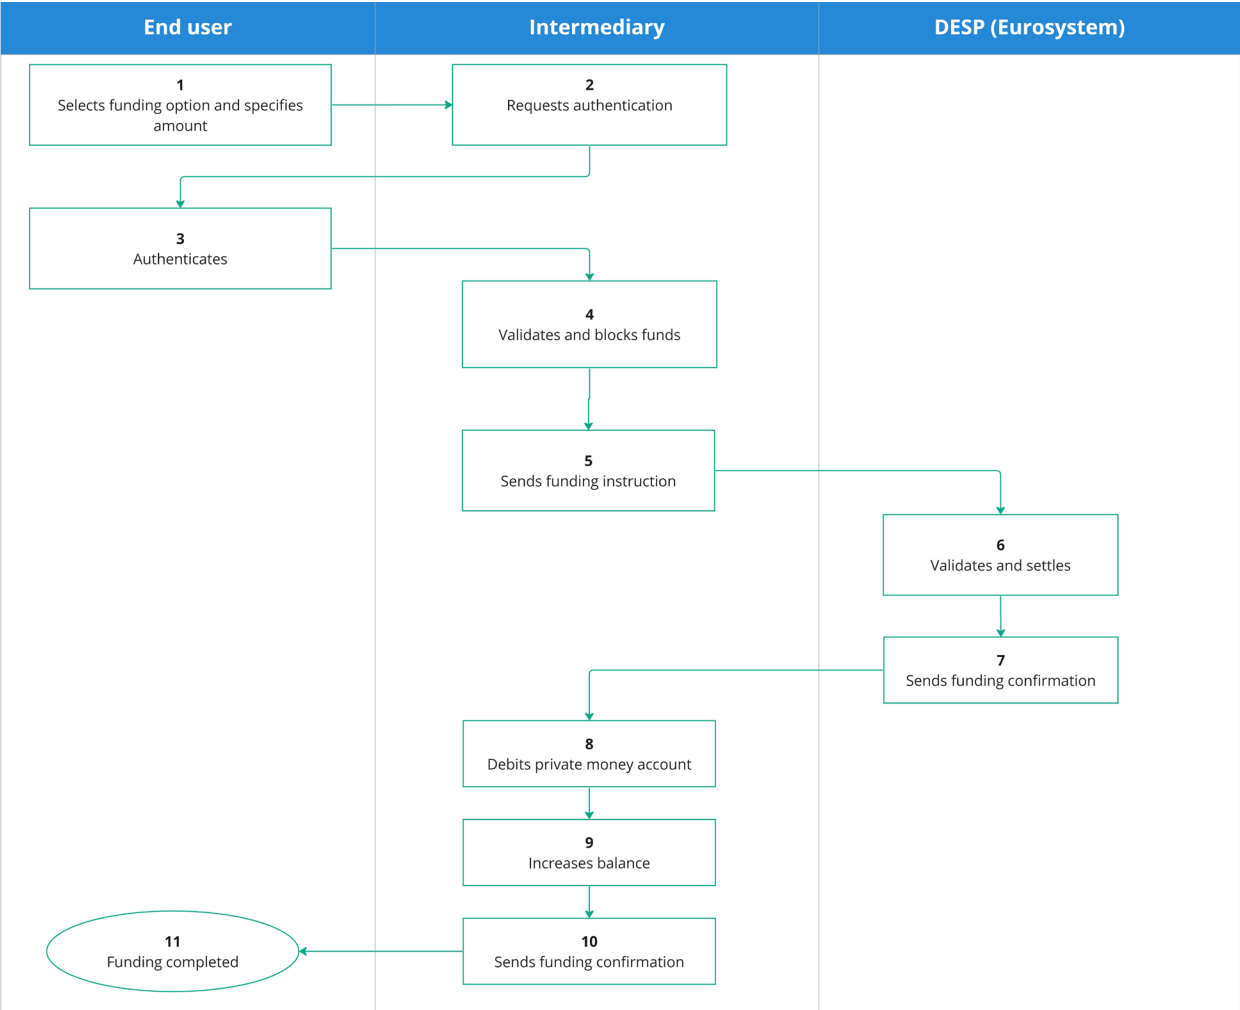 End user
Intermediary
DESP (Eurosystem)
1
Selects funding option and specifies
amount
2
Requests authentication
3
Authenticates
4
Validates and blocks funds
5
Sends funding instruction
6
Validates and settles
7
Sends funding confirmation
8
Debits private money account
9
Increases balance
10
Sends funding confirmation
11
Funding completed